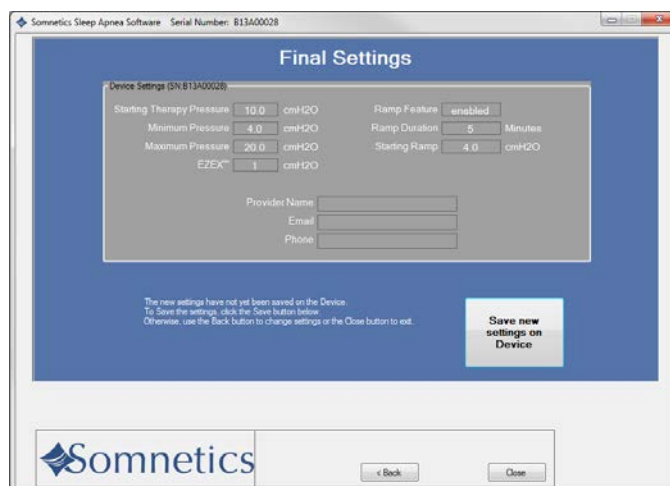 Somnetics Sleep Apnea Software Serial Number: B13A00028
Final Settings
Device Settings (SN:B13A00028)
Starting Therapy Pressure 10.0 cmH2O
Minimum Pressure 4.0 cmH2O
Maximum Pressure 20.0 cmH2O
EZEX™ 1 cmH2O
Ramp Feature enabled
Ramp Duration 5 Minutes
Starting Ramp 4.0 cmH2O
Provider Name
Email
Phone
The new settings have not yet been saved on the Device.
To Save the settings, click the Save button below.
Otherwise, use the Back button to change settings or the Close button to exit.
Save new
settings on
Device
Somnetics
< Back
Close